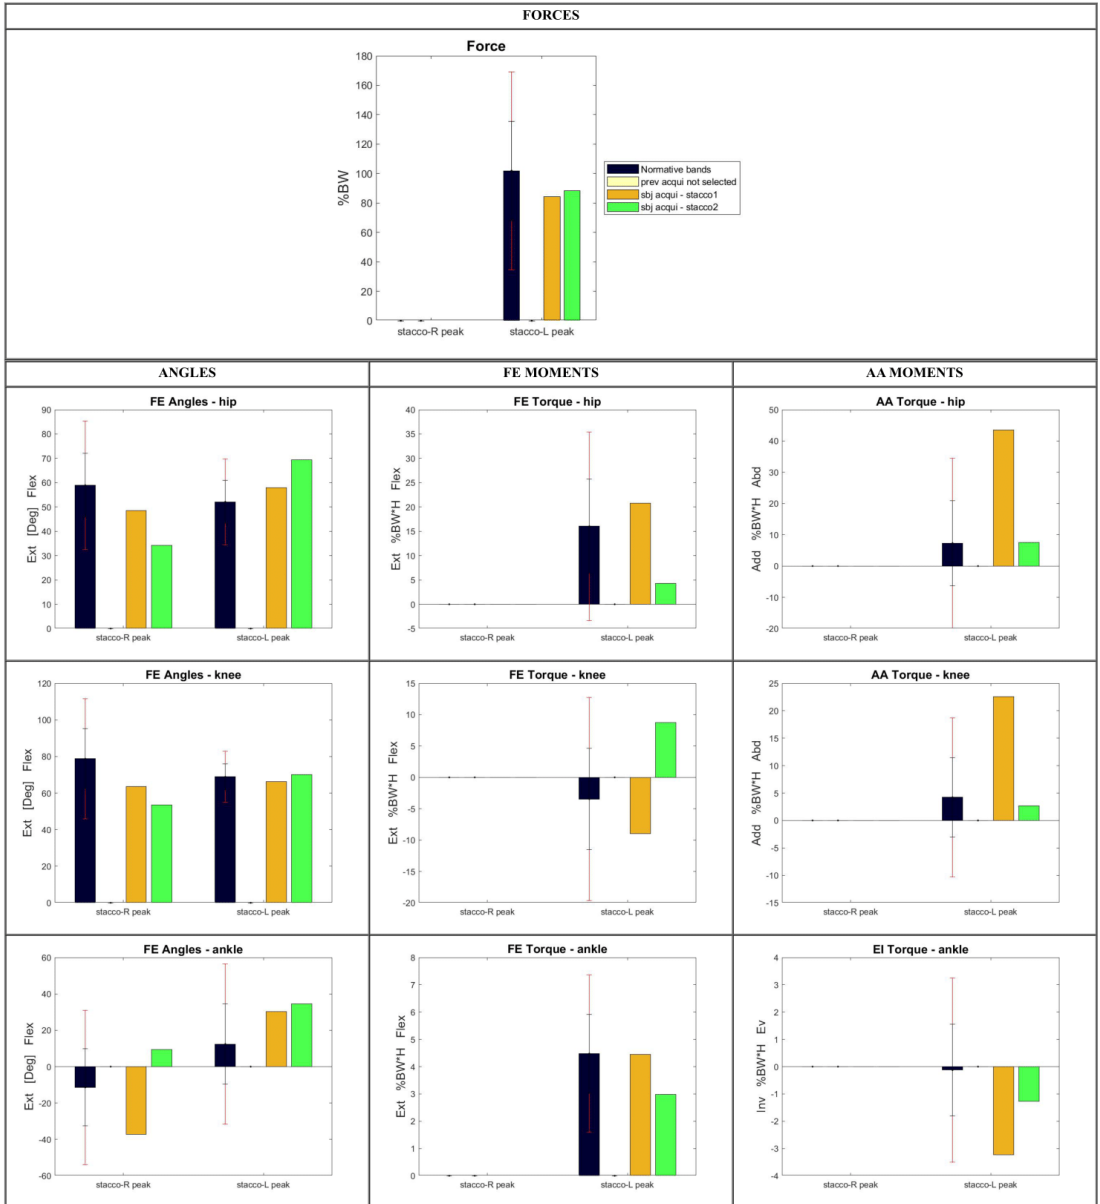 FORCES
Force
180
160
140
120
100
80
60
40
20
0
%BW
stacco-R peak
stacco-L peak
Normative bands
prev acqui not selected
sbj acqui - stacco1
sbj acqui - stacco2
ANGLES
FE MOMENTS
AA MOMENTS
FE Angles - hip
90
80
70
60
50
40
30
20
10
0
Ext [Deg] Flex
stacco-R peak
stacco-L peak
FE Torque - hip
40
35
30
25
20
15
10
5
0
-5
Ext %BW*H Flex
stacco-R peak
stacco-L peak
AA Torque - hip
50
40
30
20
10
0
-10
-20
Add %BW*H Abd
stacco-R peak
stacco-L peak
FE Angles - knee
120
100
80
60
40
20
0
Ext [Deg] Flex
stacco-R peak
stacco-L peak
FE Torque - knee
15
10
5
0
-5
-10
-15
-20
Ext %BW*H Flex
stacco-R peak
stacco-L peak
AA Torque - knee
25
20
15
10
5
0
-5
-10
-15
Add %BW*H Abd
stacco-R peak
stacco-L peak
FE Angles - ankle
60
40
20
0
-20
-40
-60
Ext [Deg] Flex
stacco-R peak
stacco-L peak
FE Torque - ankle
8
7
6
5
4
3
2
1
0
Ext %BW*H Flex
stacco-R peak
stacco-L peak
EI Torque - ankle
4
3
2
1
0
-1
-2
-3
-4
Inv %BW*H Ev
stacco-R peak
stacco-L peak